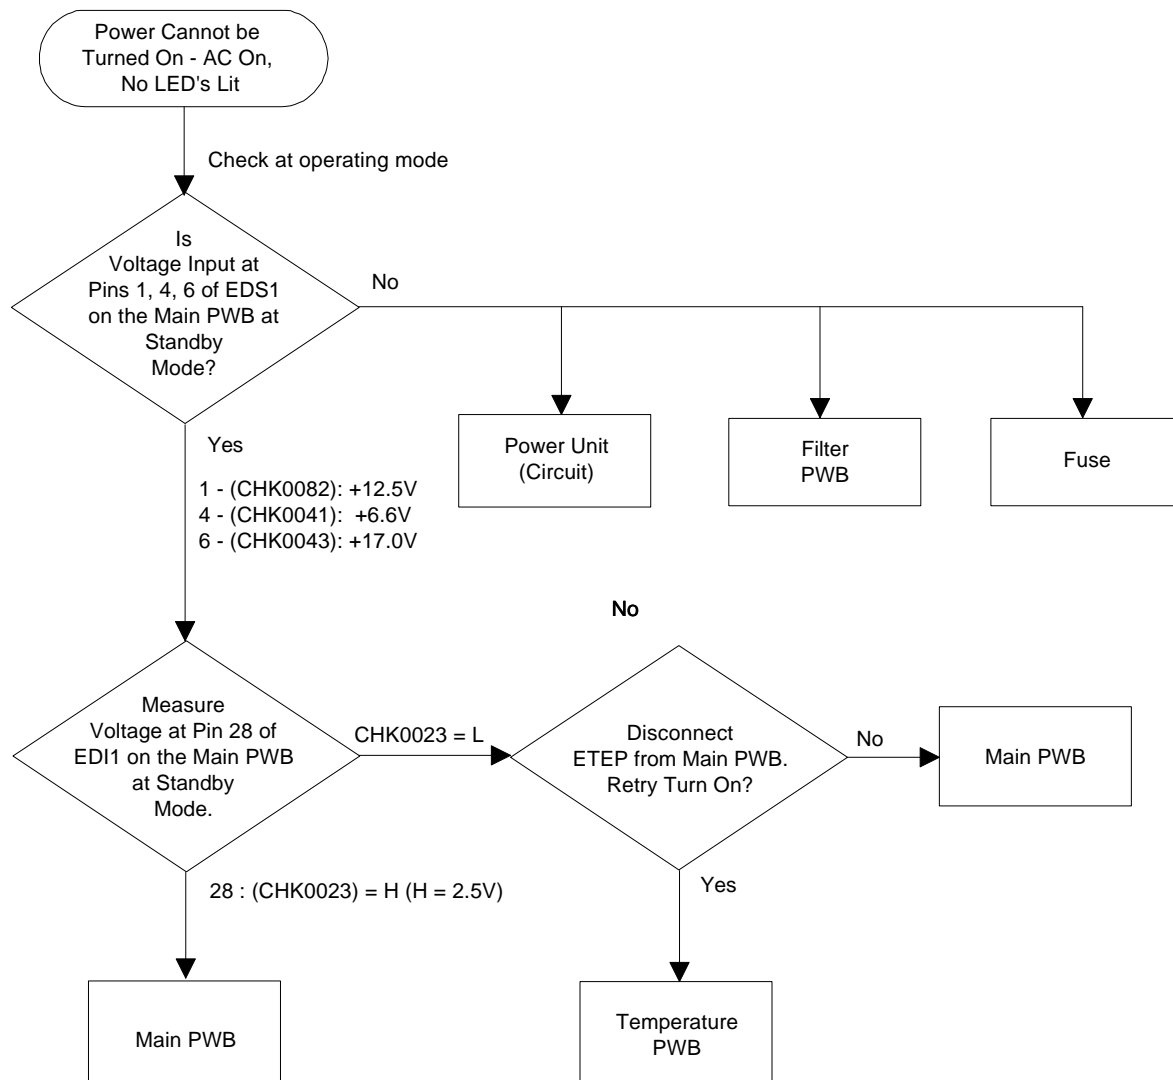 Power Cannot be
Turned On - AC On,
No LED's Lit
Check at operating mode
Is
Voltage Input at
Pins 1, 4, 6 of EDS1
on the Main PWB at
Standby
Mode?
No
Yes
1 - (CHK0082): +12.5V
4 - (CHK0041):  +6.6V
6 - (CHK0043): +17.0V
Power Unit
(Circuit)
Filter
PWB
Fuse
No
Measure
Voltage at Pin 28 of
EDI1 on the Main PWB
at Standby
Mode.
CHK0023 = L
Disconnect
ETEP from Main PWB.
Retry Turn On?
No
Main PWB
28 : (CHK0023) = H (H = 2.5V)
Yes
Main PWB
Temperature
PWB